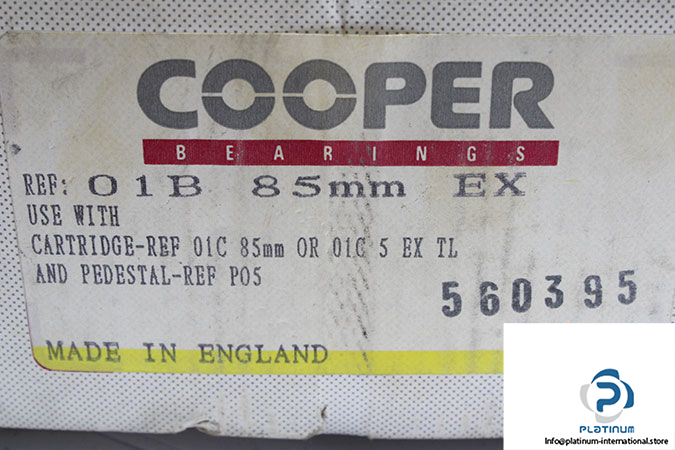 COOPER
BEARINGS
REF: 01B 85mm EX
USE WITH
CARTRIDGE-REF 01C 85mm OR 01C 5 EX TL
AND PEDESTAL-REF P05
560395
MADE IN ENGLAND
PLATINUM
Info@platinum-international.store